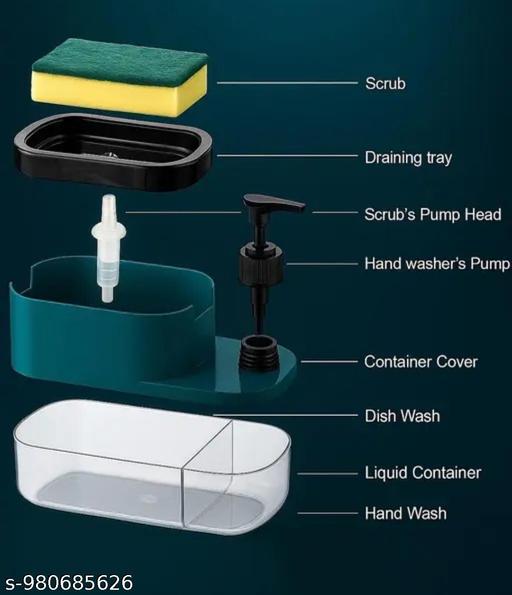 Scrub
Draining tray
Scrub's Pump Head
Hand washer's Pump
Container Cover
Dish Wash
Liquid Container
Hand Wash
s-980685626